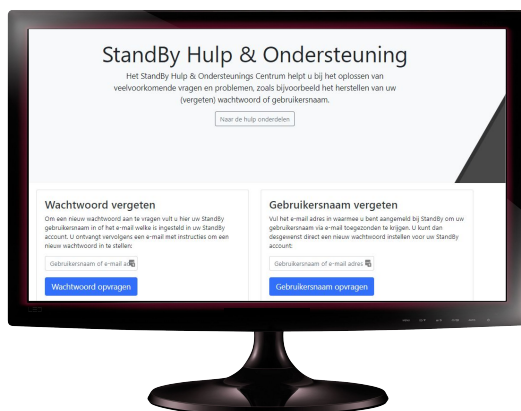 StandBy Hulp & Ondersteuning
Het StandBy Hulp & Ondersteunings Centrum helpt u bij het oplossen van
veelvoorkomende vragen en problemen, zoals bijvoorbeeld het herstellen van uw
(vergeten) wachtwoord of gebruikersnaam.
Naar de hulp onderdelen
Wachtwoord vergeten
Om een nieuw wachtwoord aan te vragen vult u hier uw StandBy
gebruikersnaam in of het e-mail welke is ingesteld in uw StandBy
account. U ontvangt vervolgens een e-mail met instructies om een
nieuw wachtwoord in te stellen:
Gebruikersnaam of e-mail ad
Wachtwoord opvragen
Gebruikersnaam vergeten
Vul het e-mail adres in waarmee u bent aangemeld bij StandBy om uw
gebruikersnaam via e-mail toegezonden te krijgen. U kunt dan
desgewenst direct een nieuw wachtwoord instellen voor uw StandBy
account:
Gebruikersnaam of e-mail adres
Gebruikersnaam opvragen